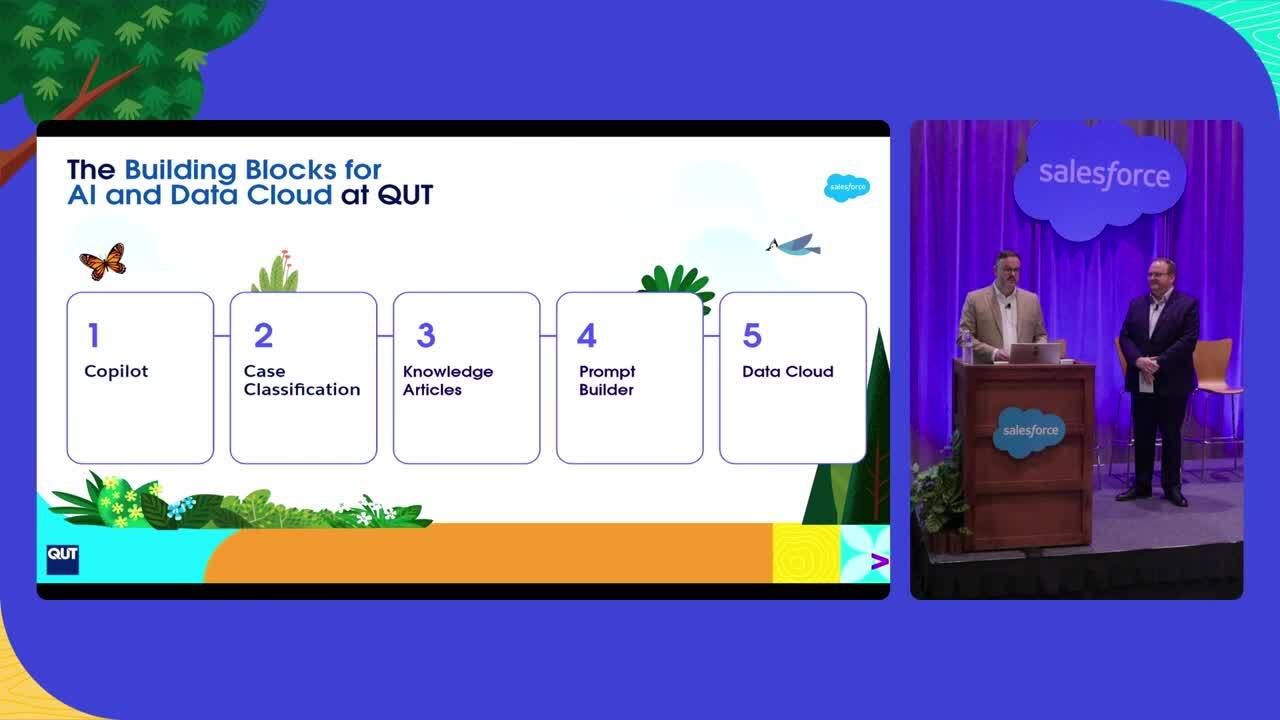 The Building Blocks for
AI and Data Cloud at QUT
salesforce
1
Copilot
2
Case
Classification
3
Knowledge
Articles
4
Prompt
Builder
5
Data Cloud
QUT
>
salesforce
salesforce